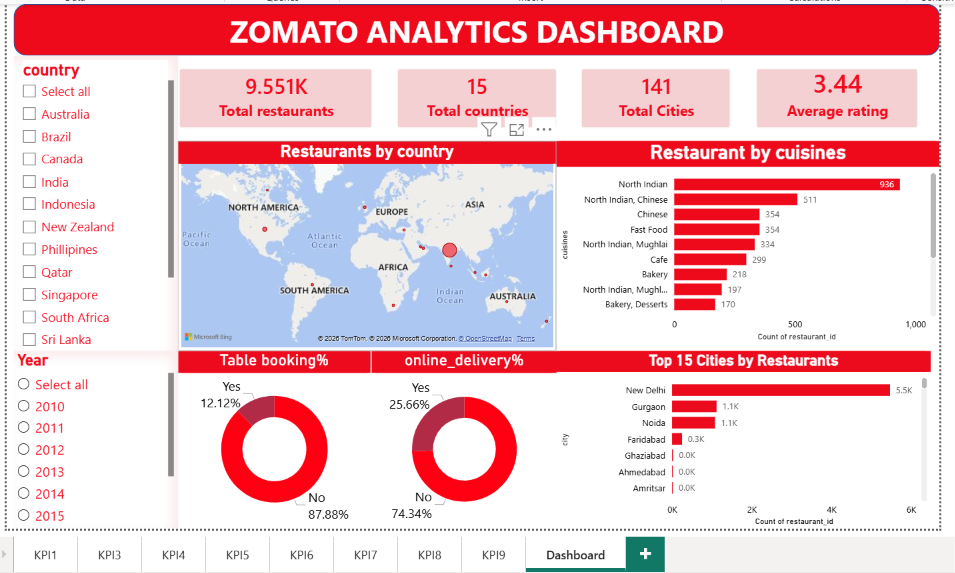 ZOMATO ANALYTICS DASHBOARD
country
Select all
Australia
Brazil
Canada
India
Indonesia
New Zealand
Phillipines
Qatar
Singapore
South Africa
Sri Lanka
Year
Select all
2010
2011
2012
2013
2014
2015
9.551K
Total restaurants
15
Total countries
141
Total Cities
3.44
Average rating
Restaurants by country
NORTH AMERICA
EUROPE
ASIA
Pacific
Ocean
Atlantic
Ocean
AFRICA
SOUTH AMERICA
Indian
Ocean
AUSTRALIA
Microsoft Bing
© 2026 TomTom, © 2026 Microsoft Corporation, © OpenStreetMap Terms
Restaurant by cuisines
cuisines
North Indian 936
North Indian, Chinese 511
Chinese 354
Fast Food 354
North Indian, Mughlai 334
Cafe 299
Bakery 218
North Indian, Mughl... 197
Bakery, Desserts 170
0 500 1,000
Count of restaurant_id
Table booking%
Yes
12.12%
No
87.88%
online_delivery%
Yes
25.66%
No
74.34%
Top 15 Cities by Restaurants
city
New Delhi 5.5K
Gurgaon 1.1K
Noida 1.1K
Faridabad 0.3K
Ghaziabad 0.0K
Ahmedabad 0.0K
Amritsar 0.0K
0K 2K 4K 6K
Count of restaurant_id
KPI1 KPI3 KPI4 KPI5 KPI6 KPI7 KPI8 KPI9 Dashboard +